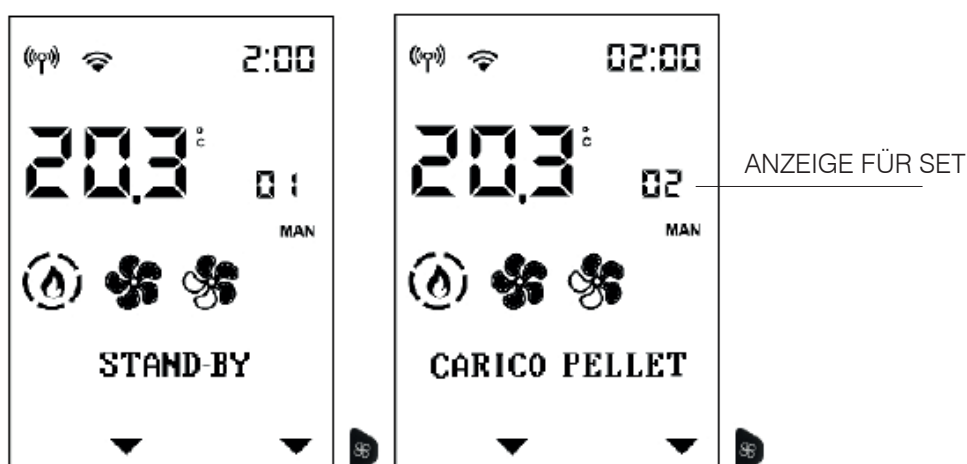 2:00
20.3 °C
01
MAN
STAND-BY
02:00
20.3 °C
02
MAN
CARICO PELLET
ANZEIGE FÜR SET